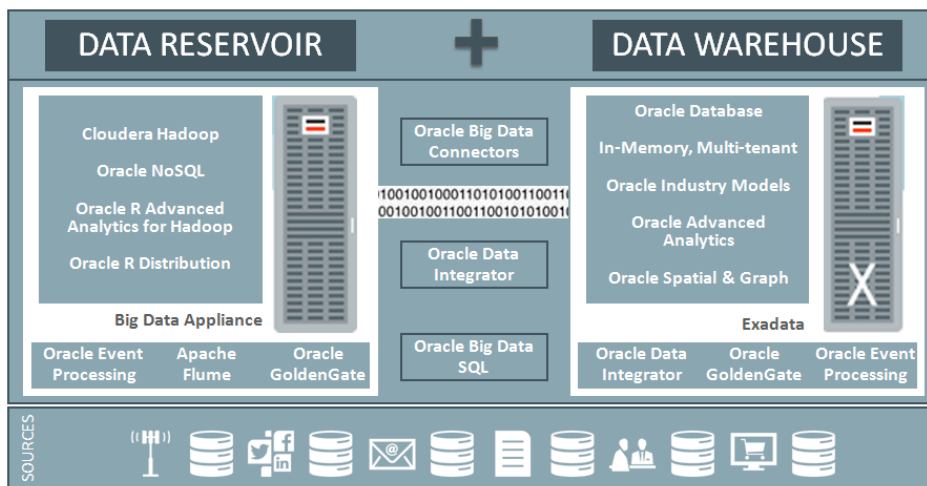 DATA RESERVOIR
+
DATA WAREHOUSE
Cloudera Hadoop
Oracle NoSQL
Oracle R Advanced
Analytics for Hadoop
Oracle R Distribution
Big Data Appliance
Oracle Event
Processing
Apache
Flume
Oracle
GoldenGate
Oracle Big Data
Connectors
100100100011010100110011
00100100110011001010100
Oracle Data
Integrator
Oracle Big Data
SQL
Oracle Database
In-Memory, Multi-tenant
Oracle Industry Models
Oracle Advanced
Analytics
Oracle Spatial & Graph
X
Exadata
Oracle Data
Integrator
Oracle
GoldenGate
Oracle Event
Processing
SOURCES
f
in
@